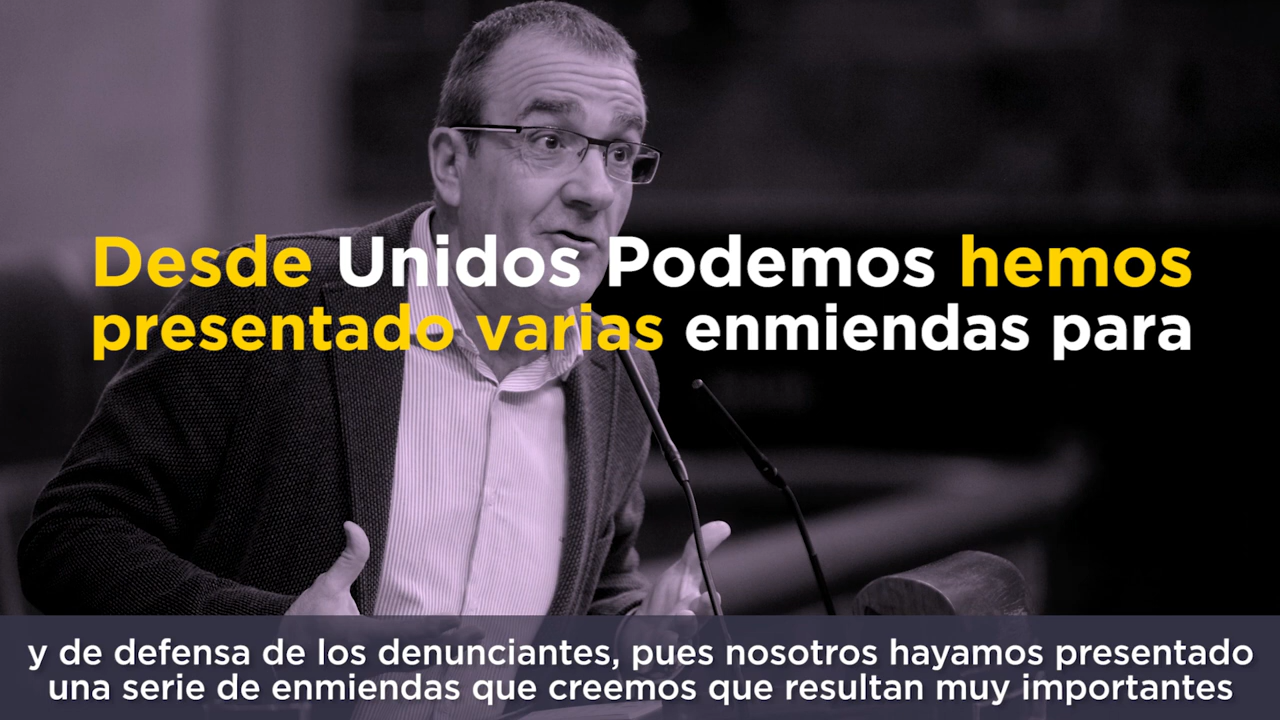 Desde Unidos Podemos hemos
presentado varias enmiendas para
y de defensa de los denunciantes, pues nosotros hayamos presentado
una serie de enmiendas que creemos que resultan muy importantes